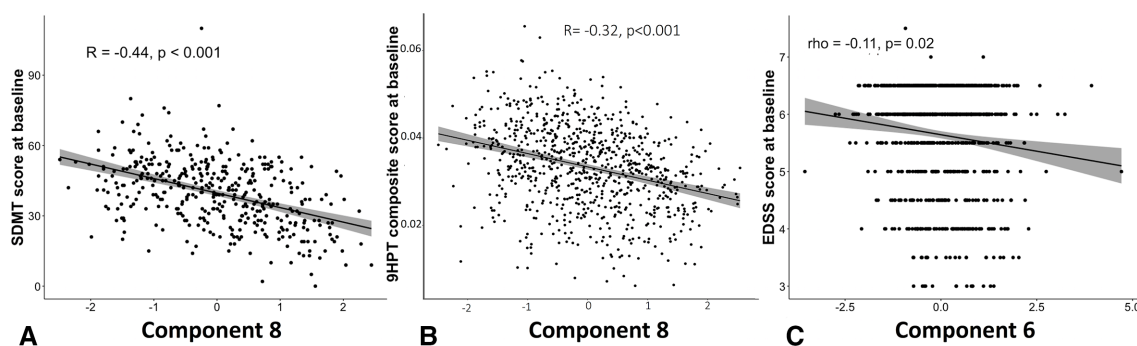 R = -0.44, p < 0.001
SDMT score at baseline
90
60
30
0
-2
-1
0
1
2
A
Component 8
R= -0.32, p<0.001
9HPT composite score at baseline
0.06
0.04
0.02
-2
-1
0
1
2
B
Component 8
rho = -0.11, p= 0.02
EDSS score at baseline
7
6
5
4
3
-2.5
0.0
2.5
5.0
C
Component 6